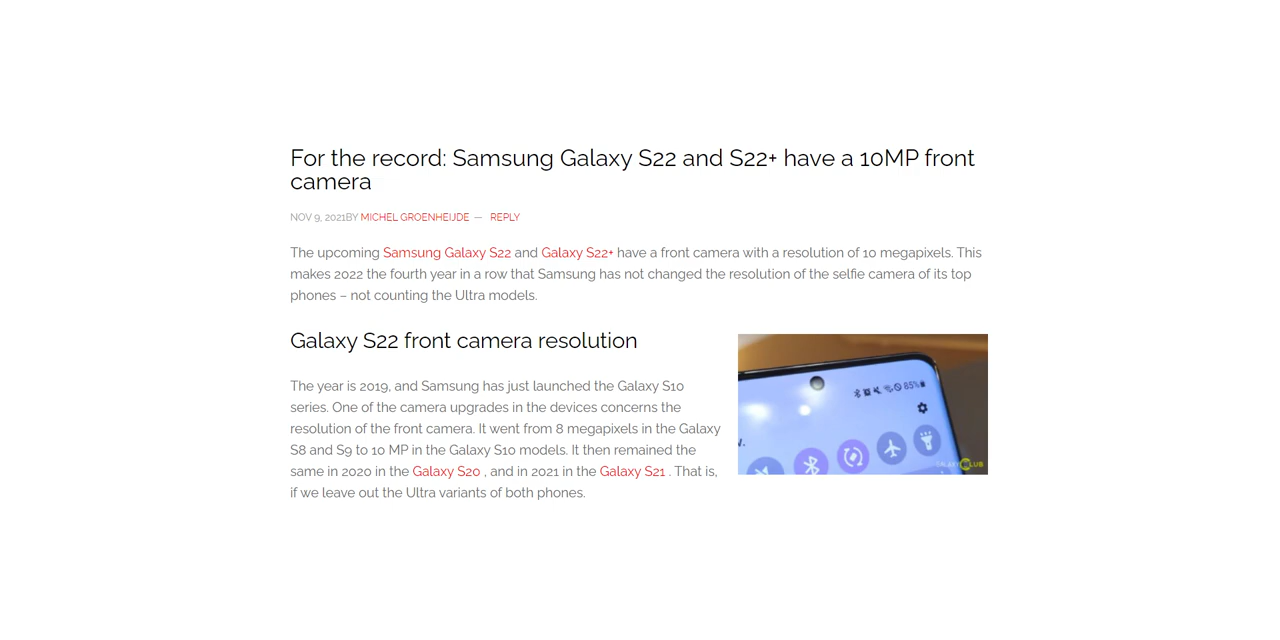 For the record: Samsung Galaxy S22 and S22+ have a 10MP front
camera
NOV 9, 2021BY MICHEL GROENHEIJDE — REPLY
The upcoming Samsung Galaxy S22 and Galaxy S22+ have a front camera with a resolution of 10 megapixels. This
makes 2022 the fourth year in a row that Samsung has not changed the resolution of the selfie camera of its top
phones – not counting the Ultra models.
Galaxy S22 front camera resolution
The year is 2019, and Samsung has just launched the Galaxy S10
series. One of the camera upgrades in the devices concerns the
resolution of the front camera. It went from 8 megapixels in the Galaxy
S8 and S9 to 10 MP in the Galaxy S10 models. It then remained the
same in 2020 in the Galaxy S20 , and in 2021 in the Galaxy S21 . That is,
if we leave out the Ultra variants of both phones.
85%
GALAXY CLUB